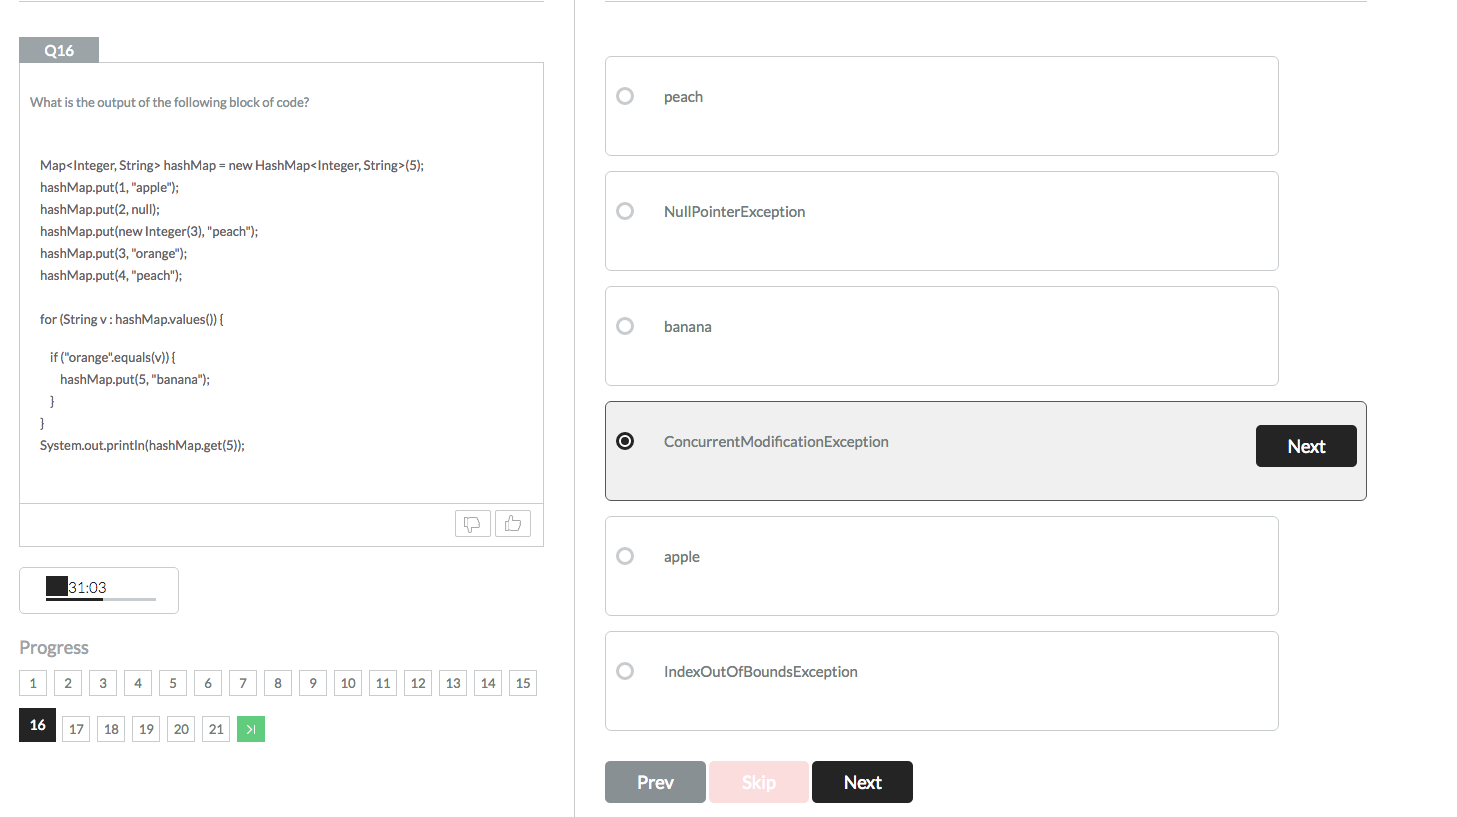 Q16
What is the output of the following block of code?
Map<Integer, String> hashMap = new HashMap<Integer, String>(5);
hashMap.put(1, "apple");
hashMap.put(2, null);
hashMap.put(new Integer(3), "peach");
hashMap.put(3, "orange");
hashMap.put(4, "peach");
for (String v : hashMap.values()) {
if ("orange".equals(v)) {
hashMap.put(5, "banana");
}
}
System.out.println(hashMap.get(5));
31:03
Progress
1 2 3 4 5 6 7 8 9 10 11 12 13 14 15
16 17 18 19 20 21
peach
NullPointerException
banana
ConcurrentModificationException
Next
apple
IndexOutOfBoundsException
Prev Skip Next